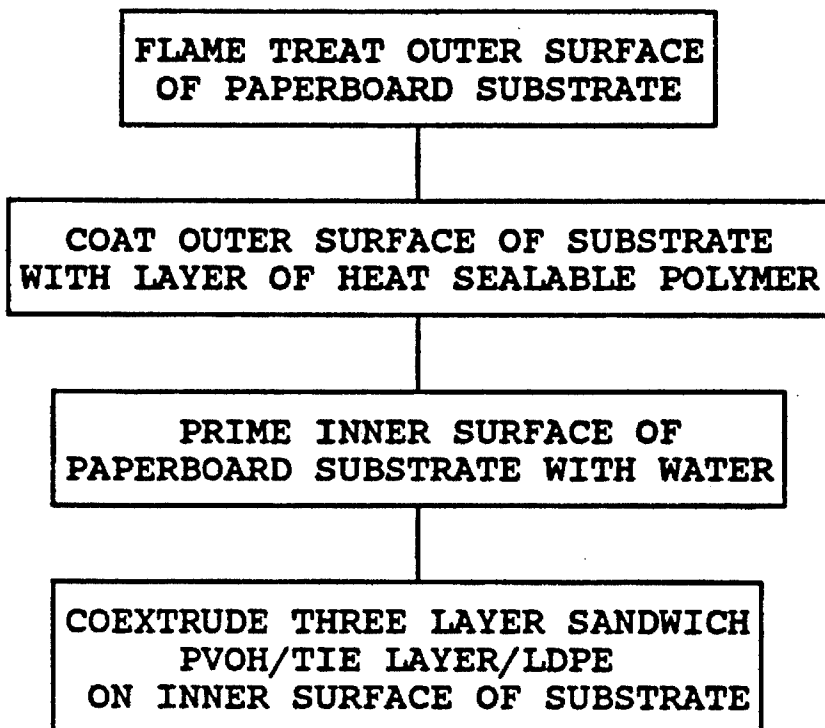 FLAME TREAT OUTER SURFACE
OF PAPERBOARD SUBSTRATE
COAT OUTER SURFACE OF SUBSTRATE
WITH LAYER OF HEAT SEALABLE POLYMER
PRIME INNER SURFACE OF
PAPERBOARD SUBSTRATE WITH WATER
COEXTRUDE THREE LAYER SANDWICH
PVOH/TIE LAYER/LDPE
ON INNER SURFACE OF SUBSTRATE